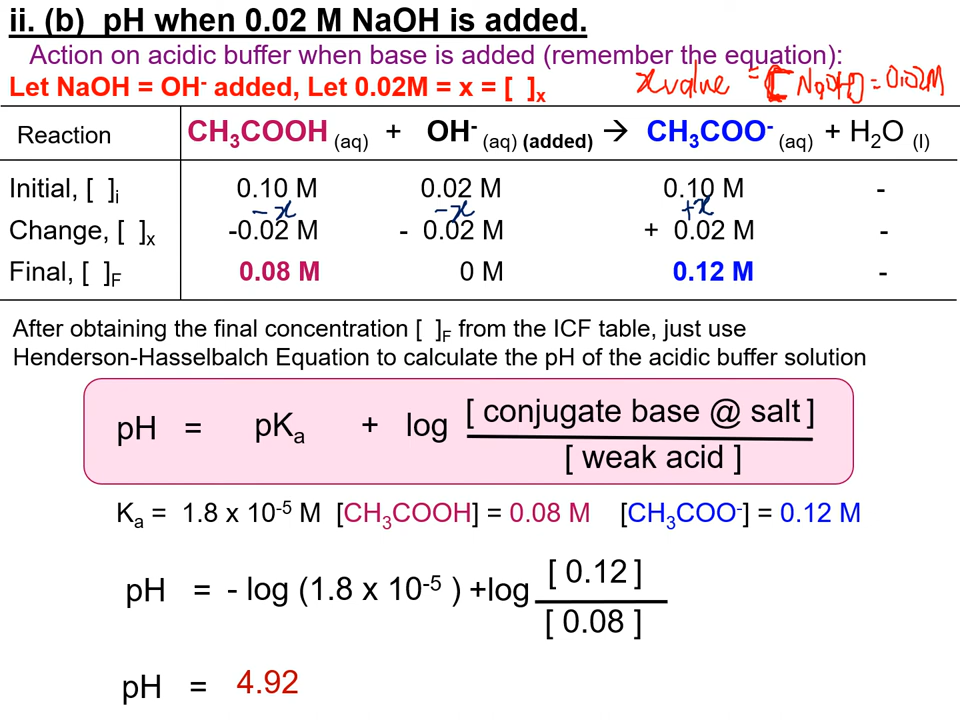 ii. (b) pH when 0.02 M NaOH is added.
Action on acidic buffer when base is added (remember the equation):
Let NaOH = OH⁻ added, Let 0.02M = x = [ ]ₓ
x value = [NaOH] = 0.02M
Reaction CH₃COOH (aq) + OH⁻ (aq) (added) → CH₃COO⁻ (aq) + H₂O (l)
Initial, [ ]ᵢ 0.10 M 0.02 M 0.10 M -
-x -x +x
Change, [ ]ₓ -0.02 M - 0.02 M + 0.02 M -
Final, [ ]F 0.08 M 0 M 0.12 M -
After obtaining the final concentration [ ]F from the ICF table, just use
Henderson-Hasselbalch Equation to calculate the pH of the acidic buffer solution
pH = pKₐ + log [ conjugate base @ salt ]
[ weak acid ]
Kₐ = 1.8 x 10⁻⁵ M [CH₃COOH] = 0.08 M [CH₃COO⁻] = 0.12 M
pH = - log (1.8 x 10⁻⁵ ) +log [ 0.12 ]
[ 0.08 ]
pH = 4.92